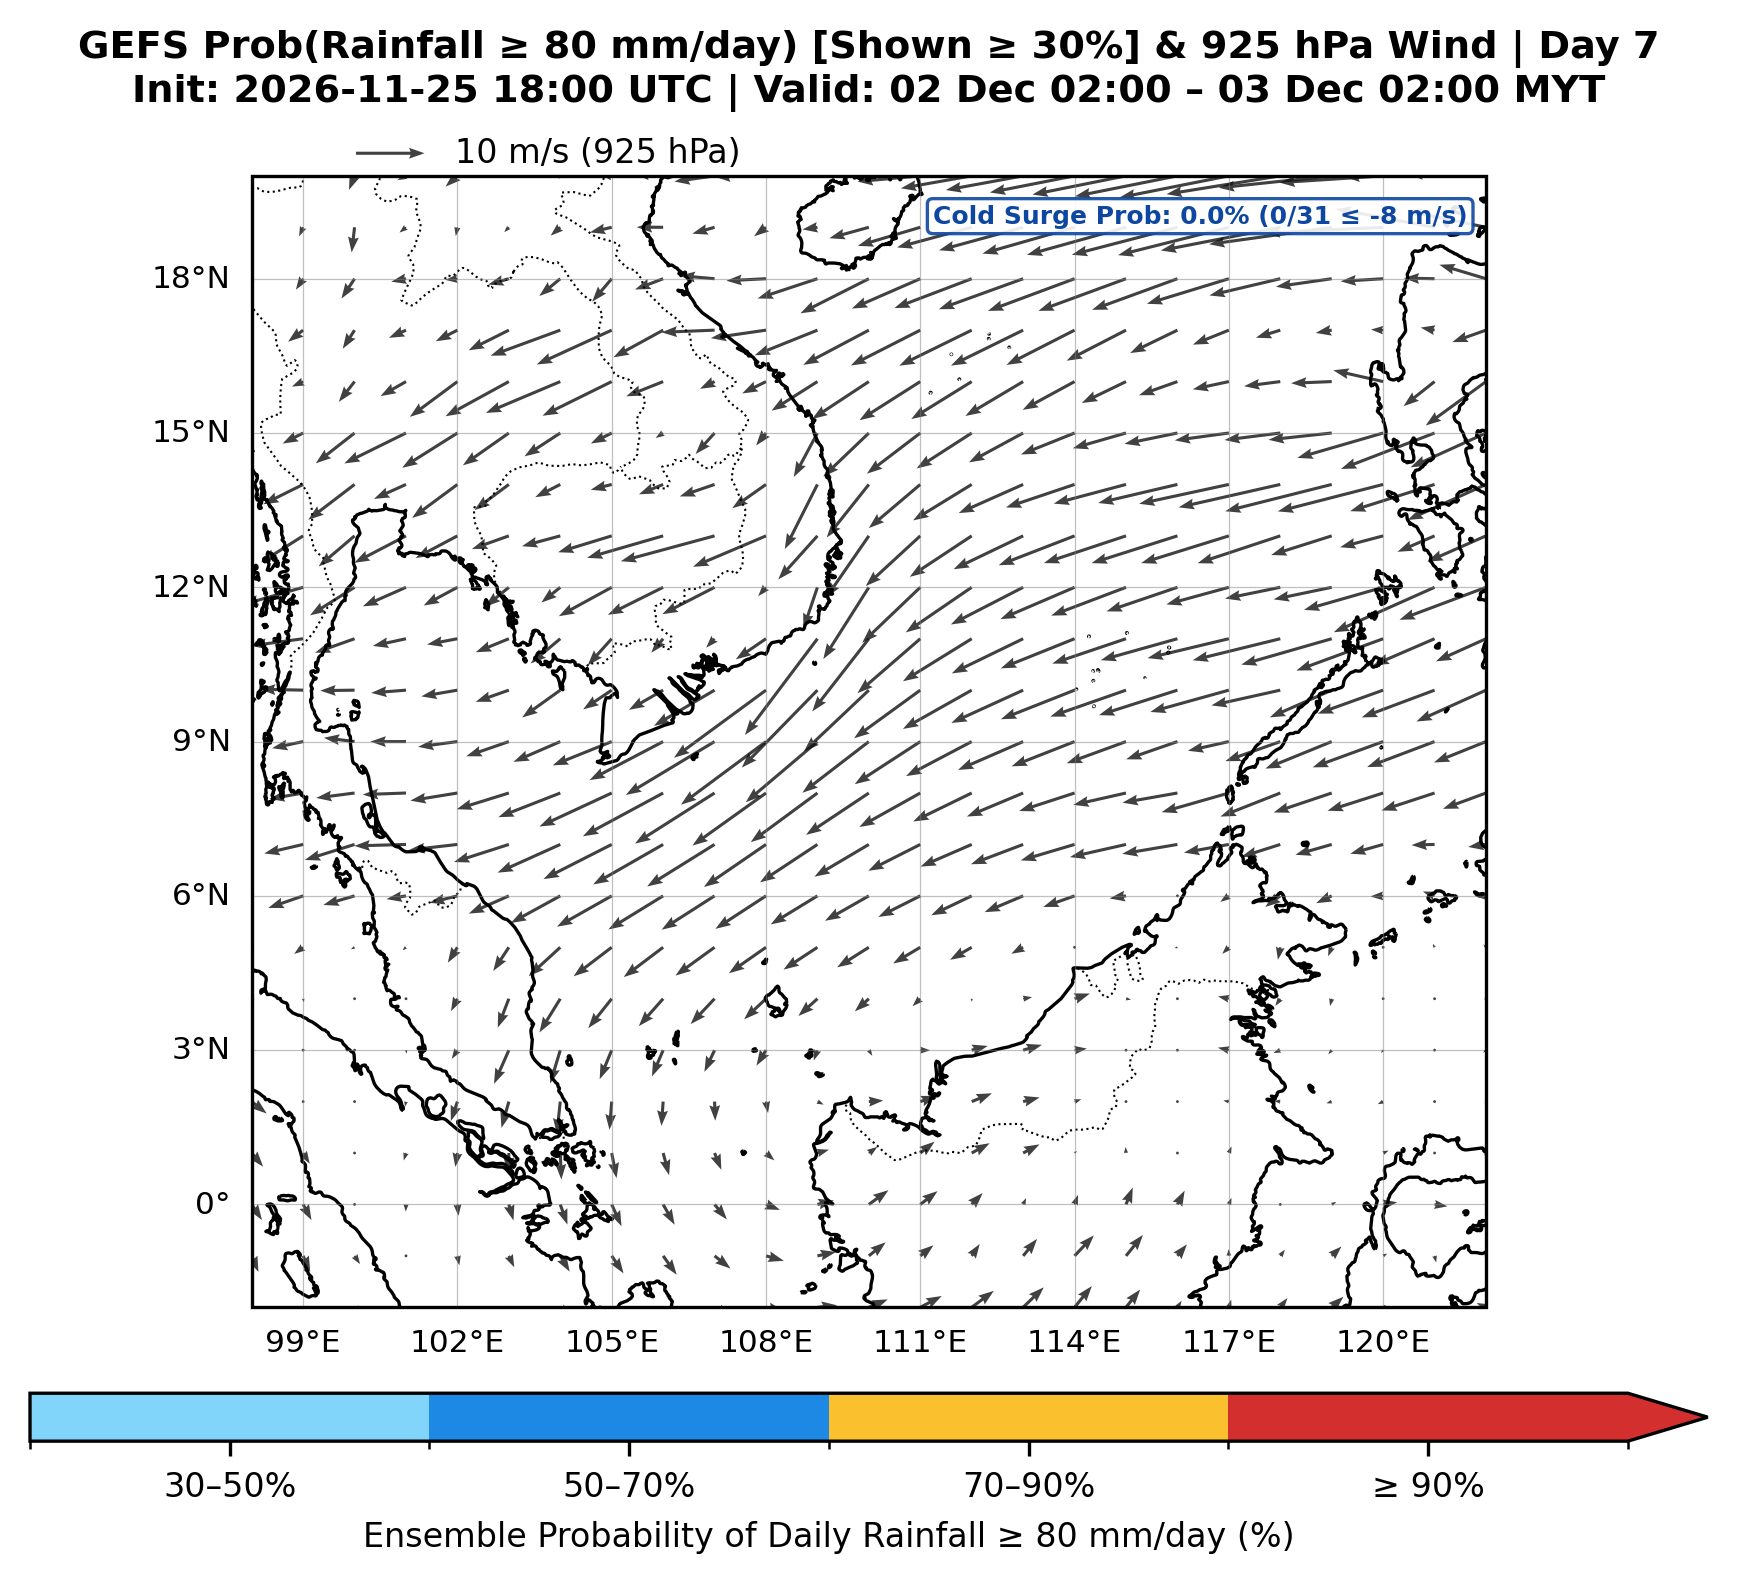 GEFS Prob(Rainfall ≥ 80 mm/day) [Shown ≥ 30%] & 925 hPa Wind | Day 7
Init: 2026-11-25 18:00 UTC | Valid: 02 Dec 02:00 – 03 Dec 02:00 MYT
10 m/s (925 hPa)
Cold Surge Prob: 0.0% (0/31 ≤ -8 m/s)
18°N
15°N
12°N
9°N
6°N
3°N
0°
99°E 102°E 105°E 108°E 111°E 114°E 117°E 120°E
30–50% 50–70% 70–90% ≥ 90%
Ensemble Probability of Daily Rainfall ≥ 80 mm/day (%)